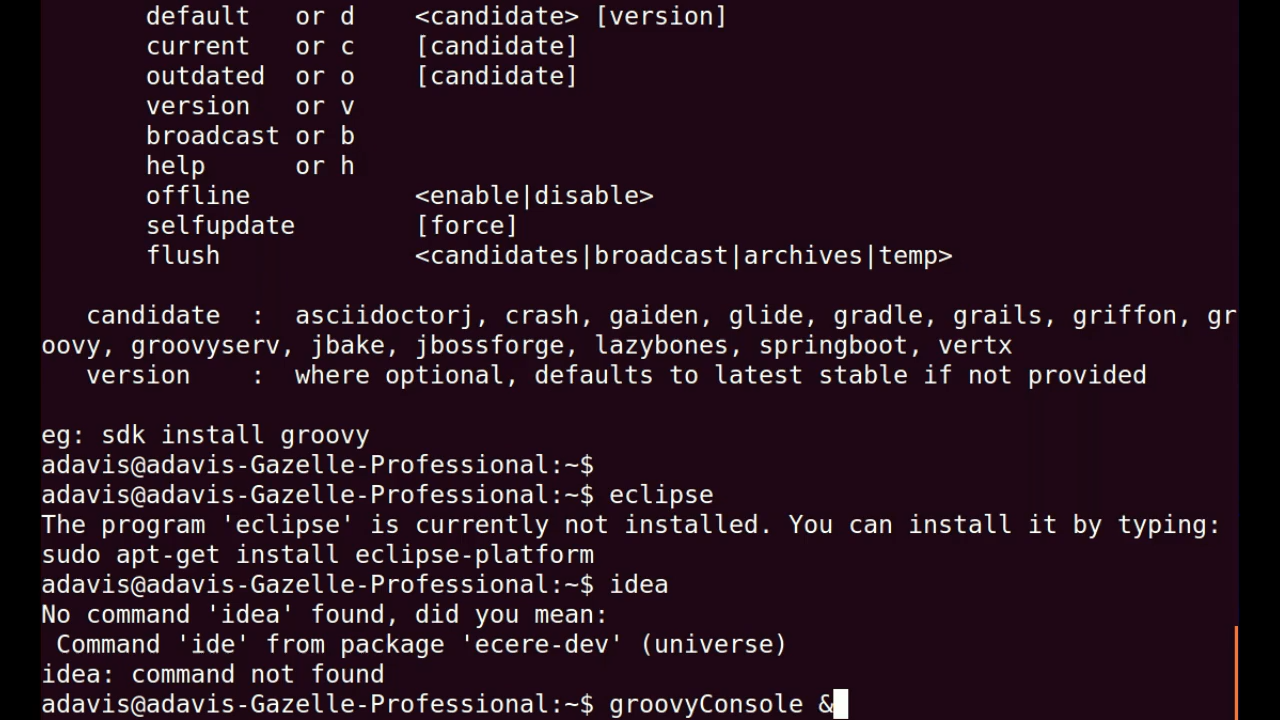 default   or d    <candidate> [version]
current   or c    [candidate]
outdated  or o    [candidate]
version   or v
broadcast or b
help      or h
offline           <enable|disable>
selfupdate        [force]
flush             <candidates|broadcast|archives|temp>
candidate  :  asciidoctorj, crash, gaiden, glide, gradle, grails, griffon, gr
oovy, groovyserv, jbake, jbossforge, lazybones, springboot, vertx
version    :  where optional, defaults to latest stable if not provided
eg: sdk install groovy
adavis@adavis-Gazelle-Professional:~$
adavis@adavis-Gazelle-Professional:~$ eclipse
The program 'eclipse' is currently not installed. You can install it by typing:
sudo apt-get install eclipse-platform
adavis@adavis-Gazelle-Professional:~$ idea
No command 'idea' found, did you mean:
Command 'ide' from package 'ecere-dev' (universe)
idea: command not found
adavis@adavis-Gazelle-Professional:~$ groovyConsole &